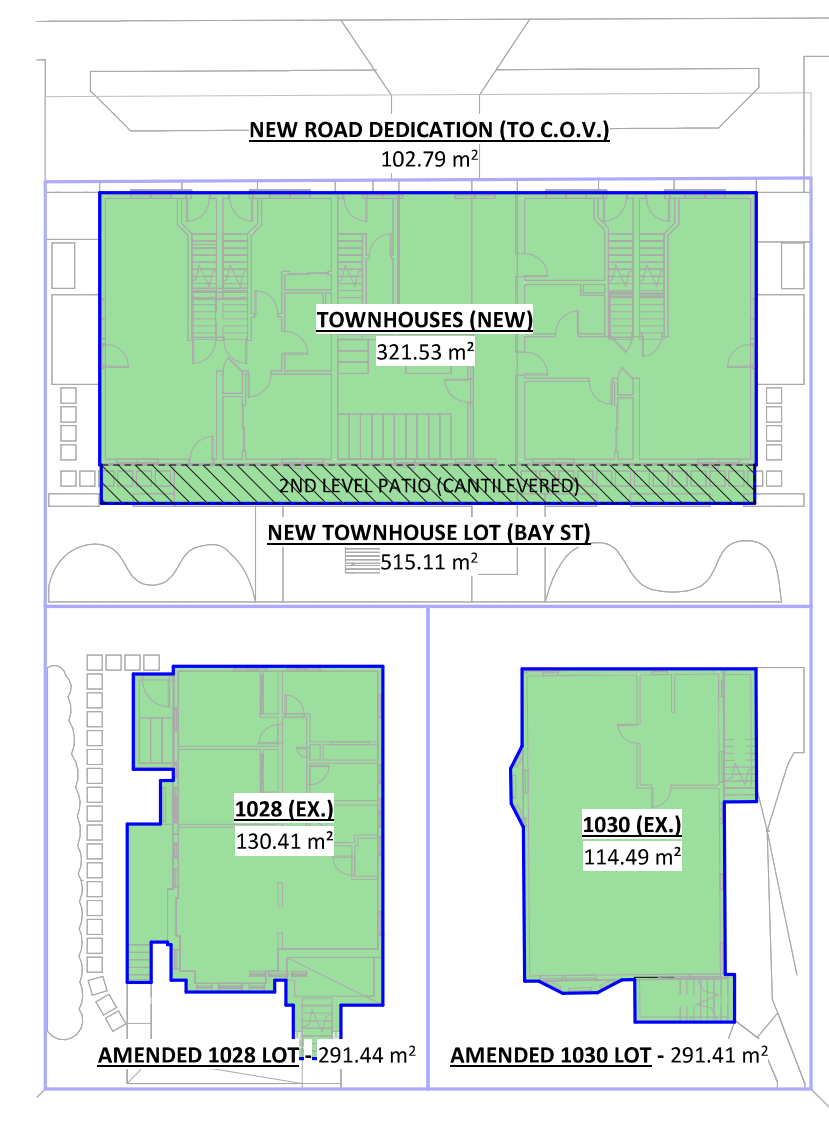 NEW ROAD DEDICATION (TO C.O.V.)
102.79 m²
TOWNHOUSES (NEW)
321.53 m²
2ND LEVEL PATIO (CANTILEVERED)
NEW TOWNHOUSE LOT (BAY ST)
515.11 m²
1028 (EX.)
130.41 m²
1030 (EX.)
114.49 m²
AMENDED 1028 LOT - 291.44 m²
AMENDED 1030 LOT - 291.41 m²